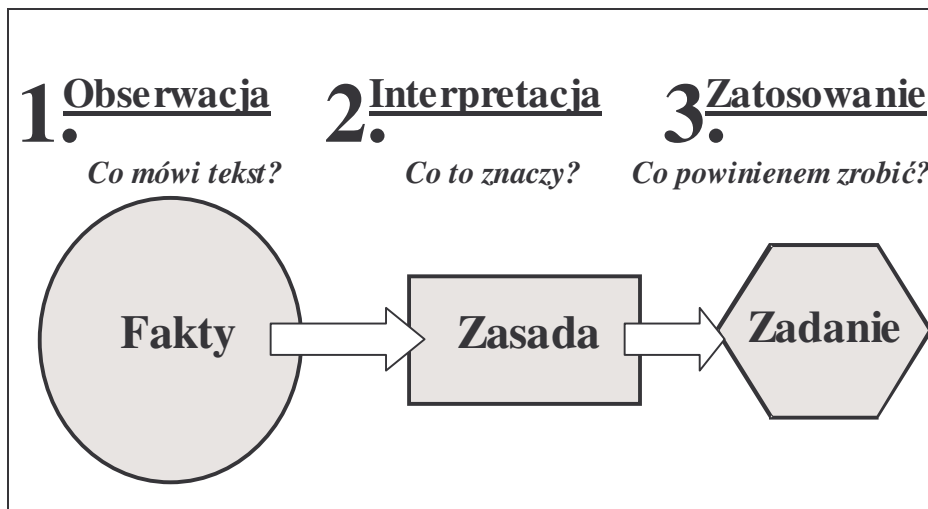 1. Obserwacja
2. Interpretacja
3. Zatosowanie
Co mówi tekst?
Co to znaczy?
Co powinienem zrobić?
Fakty
Zasada
Zadanie